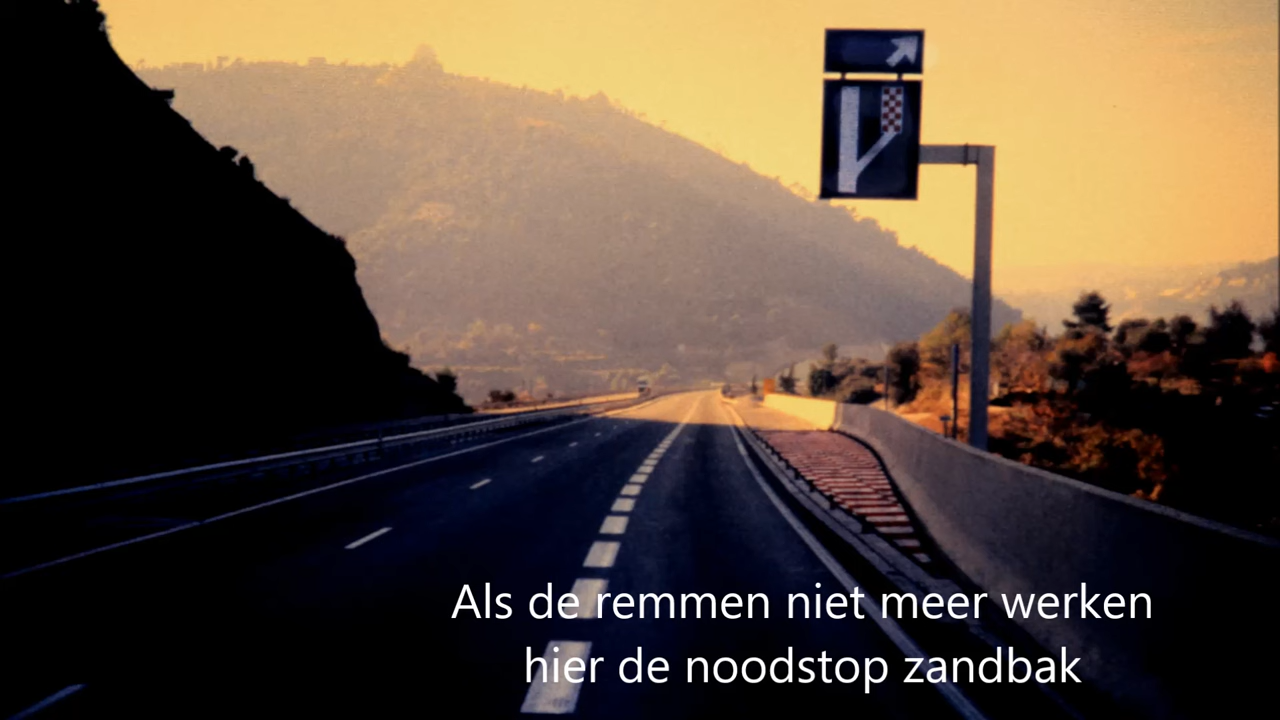 Als de remmen niet meer werken
hier de noodstop zandbak